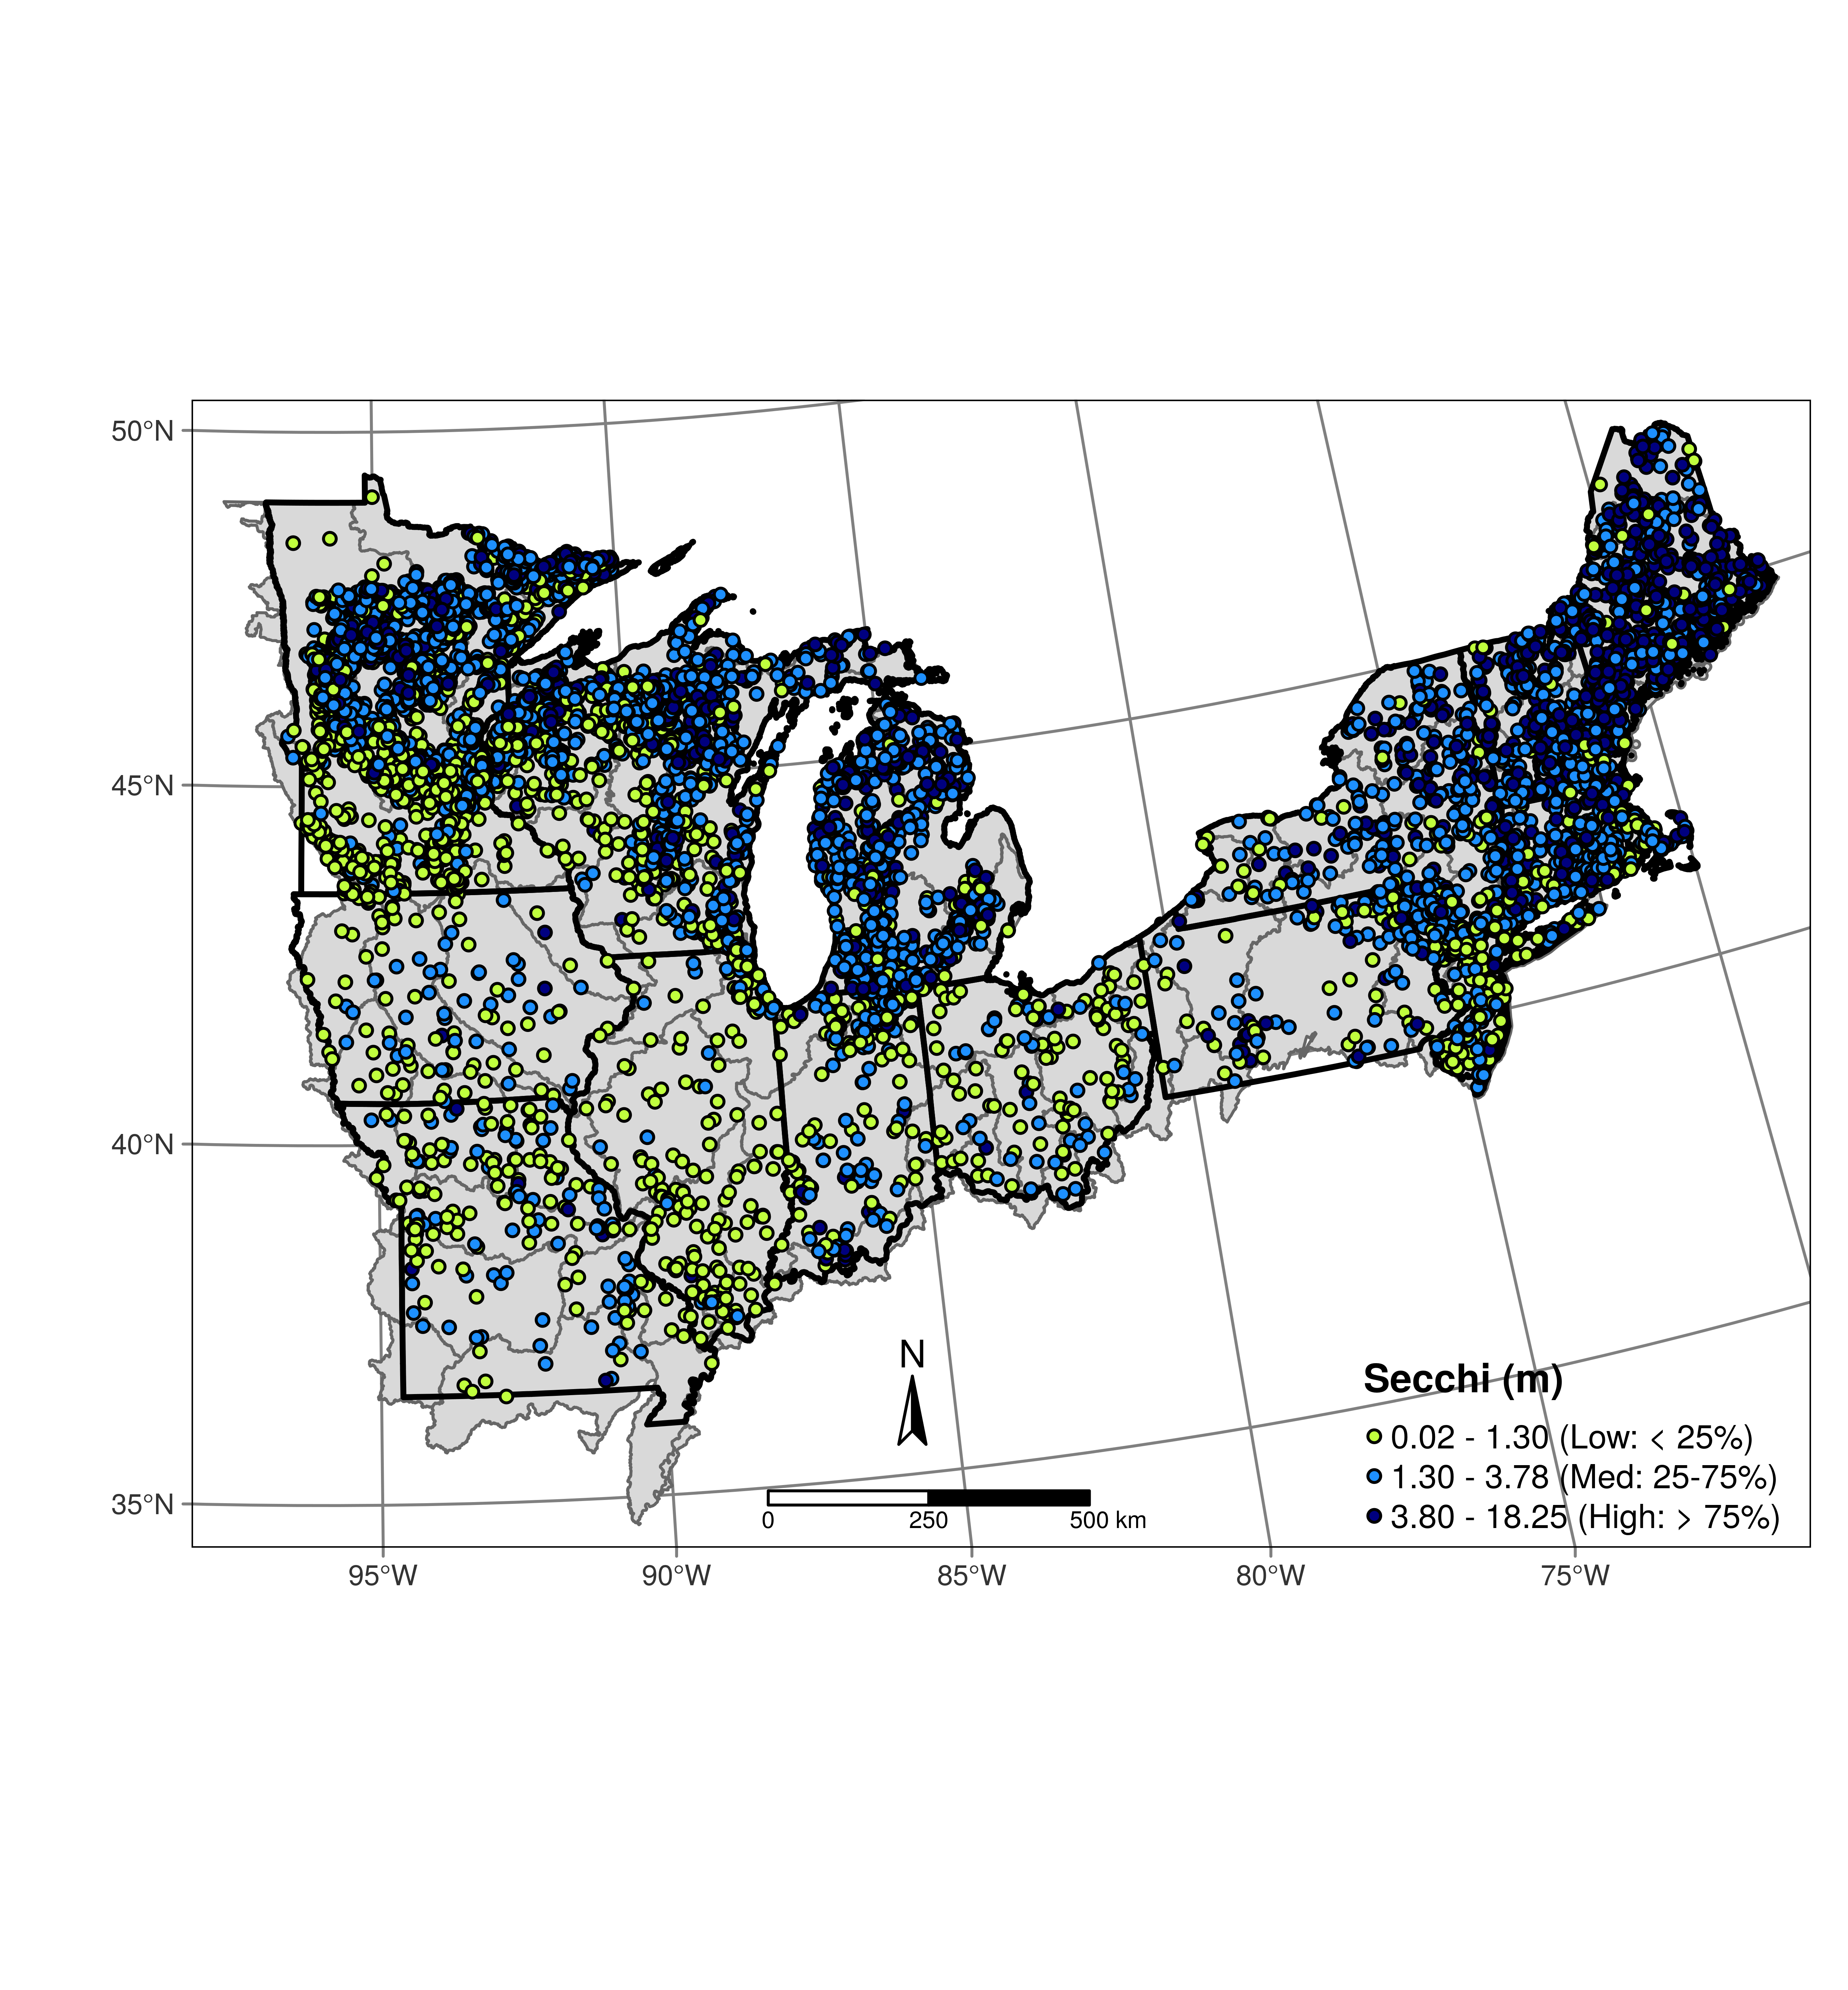 50°N
45°N
40°N
35°N
N
Secchi (m)
0.02 - 1.30 (Low: < 25%)
1.30 - 3.78 (Med: 25-75%)
3.80 - 18.25 (High: > 75%)
0 250 500 km
95°W 90°W 85°W 80°W 75°W